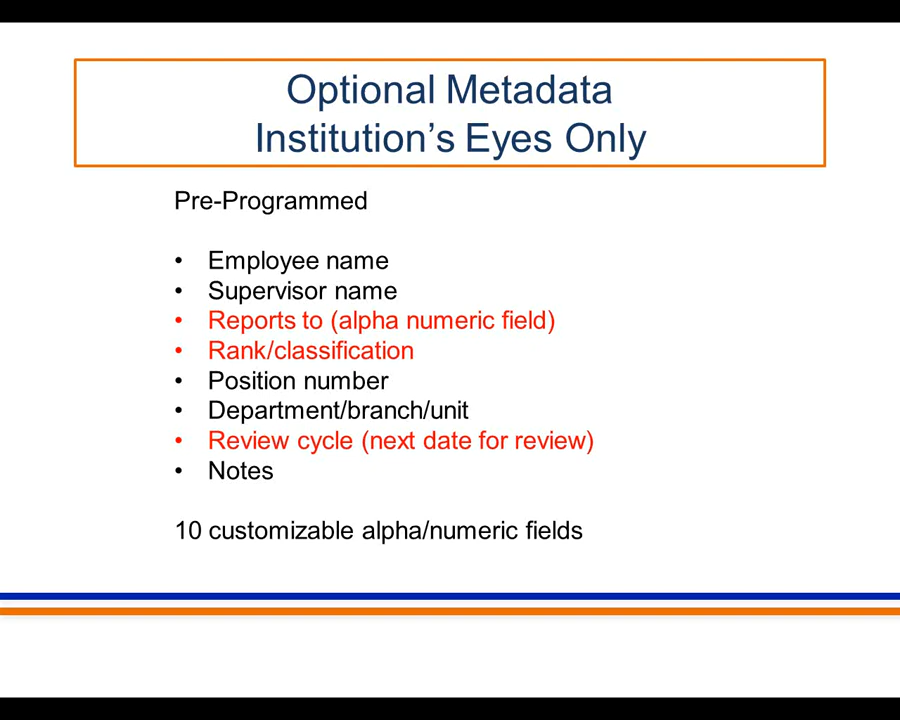 Optional Metadata
Institution’s Eyes Only
Pre-Programmed
• Employee name
• Supervisor name
• Reports to (alpha numeric field)
• Rank/classification
• Position number
• Department/branch/unit
• Review cycle (next date for review)
• Notes
10 customizable alpha/numeric fields